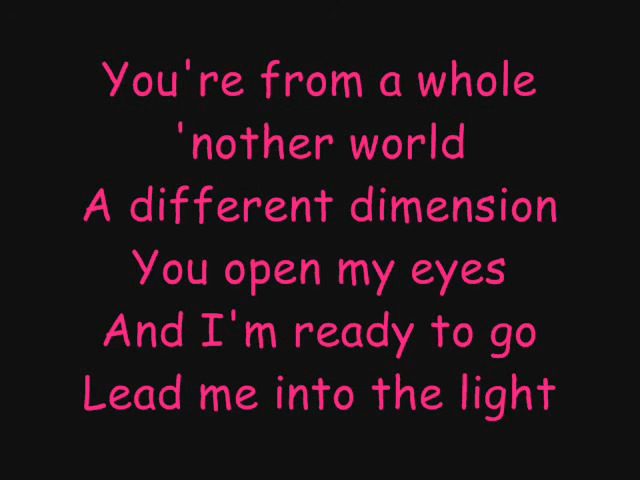 You're from a whole
'nother world
A different dimension
You open my eyes
And I'm ready to go
Lead me into the light